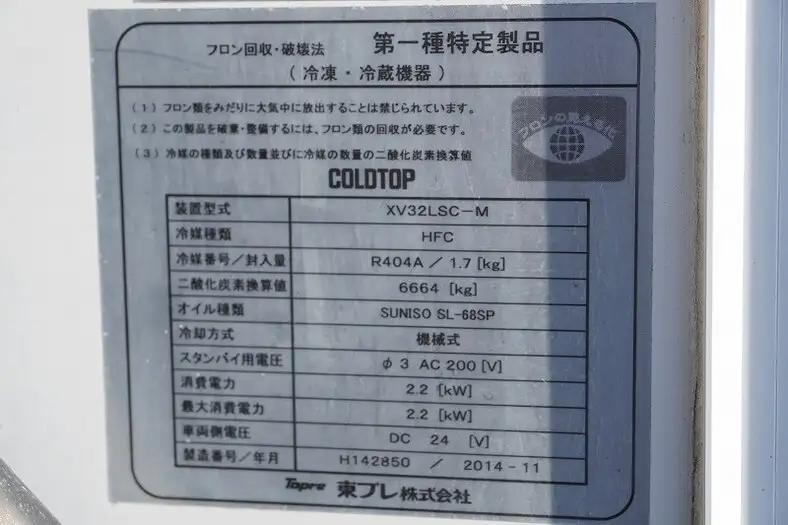 フロン回収・破壊法 第一種特定製品
(冷凍・冷蔵機器)
(1) フロン類をみだりに大気中に放出することは禁じられています。
(2) この製品を廃棄・整備するには、フロン類の回収が必要です。
(3) 冷媒の種類及び数量並びに冷媒の数量の二酸化炭素換算値
フロンの見える化
COLDTOP
装置型式 XV32LSC-M
冷媒種類 HFC
冷媒番号/封入量 R404A / 1.7 [kg]
二酸化炭素換算値 6664 [kg]
オイル種類 SUNISO SL-68SP
冷却方式 機械式
スタンバイ用電圧 φ 3 AC 200 [V]
消費電力 2.2 [kW]
最大消費電力 2.2 [kW]
車両側電圧 DC 24 [V]
製造番号/年月 H142850 / 2014-11
Topre 東プレ株式会社